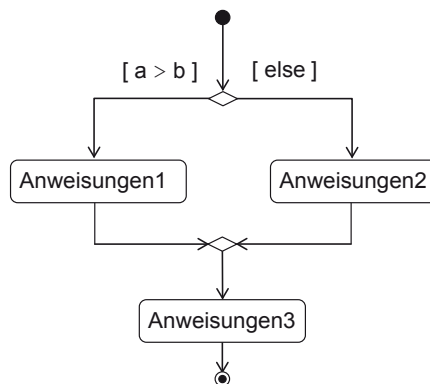 [ a > b ] [ else ]
Anweisungen1 Anweisungen2
Anweisungen3